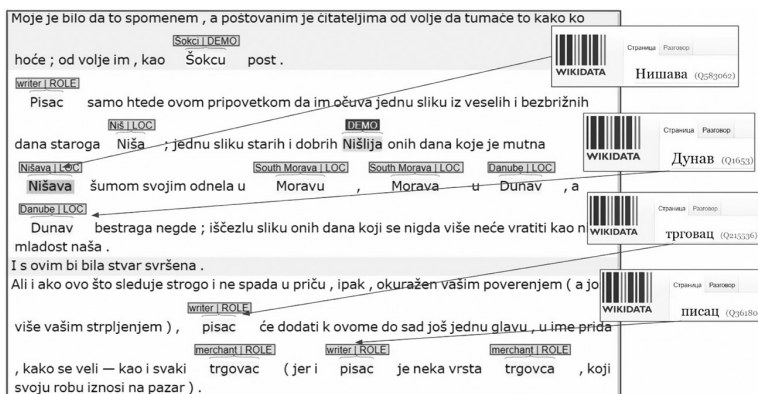 Moje je bilo da to spomenem , a poštovanim je čitateljima od volje da tumače to kako ko
Šokci | DEMO
hoće ; od volje im , kao Šokcu post .
writer | ROLE
Pisac samo htede ovom pripovetkom da im očuva jednu sliku iz veselih i bezbrižnih
Niš | LOC DEMO
dana staroga Niša ; jednu sliku starih i dobrih Nišlija onih dana koje je mutna
Nišava | LOC South Morava | LOC South Morava | LOC Danube | LOC
Nišava šumom svojim odnela u Moravu , Morava u Dunav , a
Danube | LOC
Dunav bestraga negde ; iščezlu sliku onih dana koji se nigda više neće vratiti kao ni
mladost naša .
I s ovim bi bila stvar svršena .
Ali i ako ovo što sleduje strogo i ne spada u priču , ipak , okuražen vašim poverenjem ( a jo
writer | ROLE
više vašim strpljenjem ) , pisac će dodati k ovome do sad još jednu glavu , u ime prida
merchant | ROLE writer | ROLE merchant | ROLE
, kako se veli — kao i svaki trgovac ( jer i pisac je neka vrsta trgovca , koji
svoju robu iznosi na pazar ) .
WIKIDATA
Страница Разговор
Нишава (Q583062)
WIKIDATA
Страница Разговор
Дунав (Q1653)
WIKIDATA
Страница Разговор
трговац (Q215536)
WIKIDATA
Страница Разговор
писац (Q36180